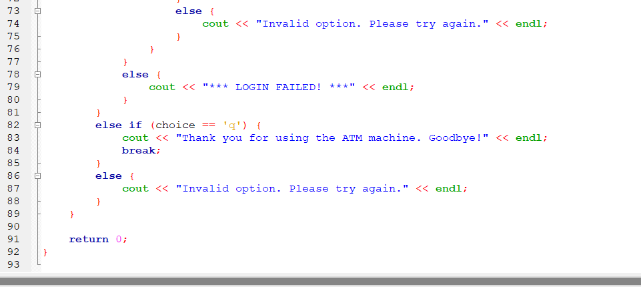 73 else {
74 cout << "Invalid option. Please try again." << endl;
75 }
76 }
77 }
78 else {
79 cout << "*** LOGIN FAILED! ***" << endl;
80 }
81 }
82 else if (choice == 'q') {
83 cout << "Thank you for using the ATM machine. Goodbye!" << endl;
84 break;
85 }
86 else {
87 cout << "Invalid option. Please try again." << endl;
88 }
89 }
90
91 return 0;
92 }
93